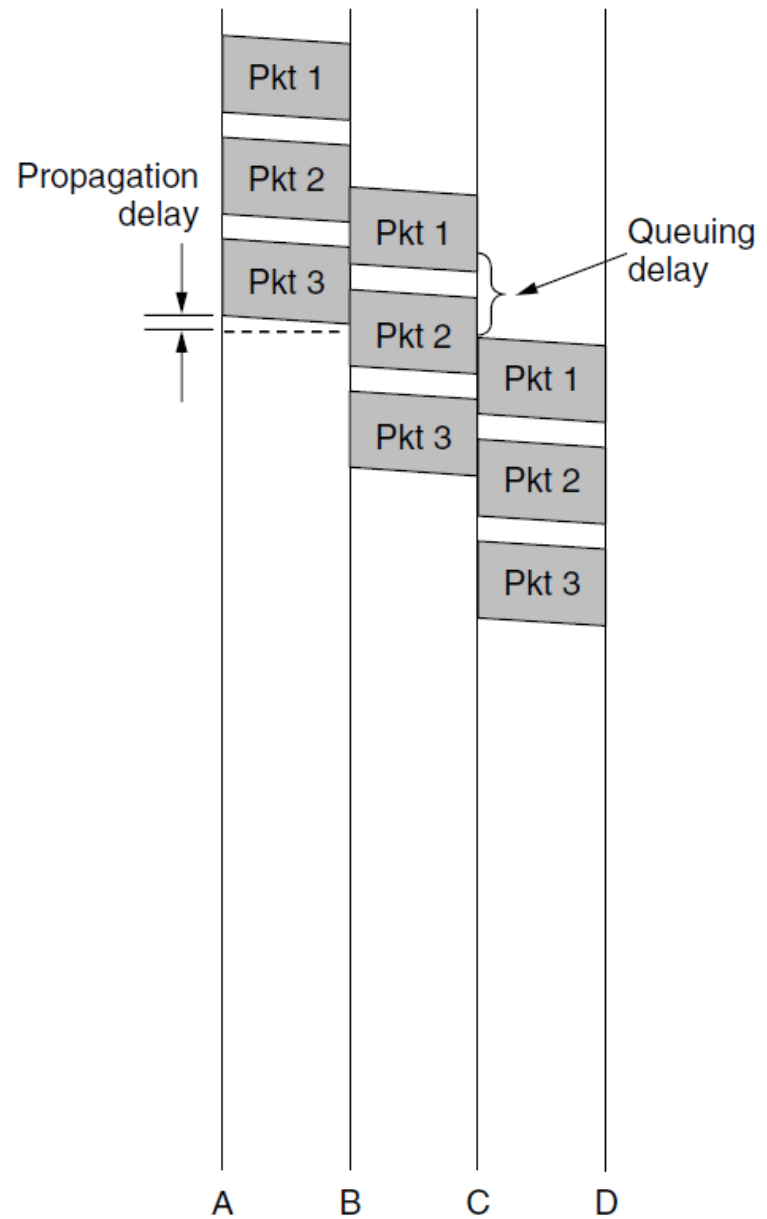 Pkt 1
Propagation
delay
Pkt 2
Pkt 1
Queuing
delay
Pkt 3
Pkt 2
Pkt 1
Pkt 3
Pkt 2
Pkt 3
A
B
C
D